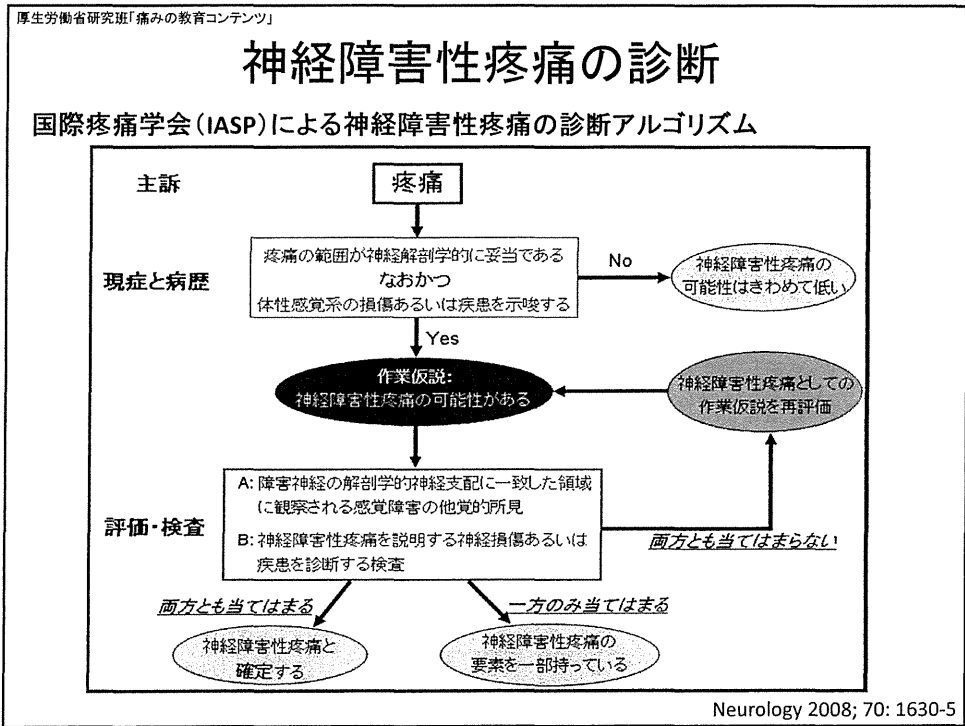 厚生労働省研究班「痛みの教育コンテンツ」
神経障害性疼痛の診断
国際疼痛学会(IASP)による神経障害性疼痛の診断アルゴリズム
主訴
疼痛
現症と病歴
疼痛の範囲が神経解剖学的に妥当である
なおかつ
体性感覚系の損傷あるいは疾患を示唆する
No
神経障害性疼痛の
可能性はきわめて低い
Yes
作業仮説:
神経障害性疼痛の可能性がある
神経障害性疼痛としての
作業仮説を再評価
評価・検査
A: 障害神経の解剖学的神経支配に一致した領域
に観察される感覚障害の他覚的所見
B: 神経障害性疼痛を説明する神経損傷あるいは
疾患を診断する検査
両方とも当てはまらない
両方とも当てはまる
一方のみ当てはまる
神経障害性疼痛と
確定する
神経障害性疼痛の
要素を一部持っている
Neurology 2008; 70: 1630-5